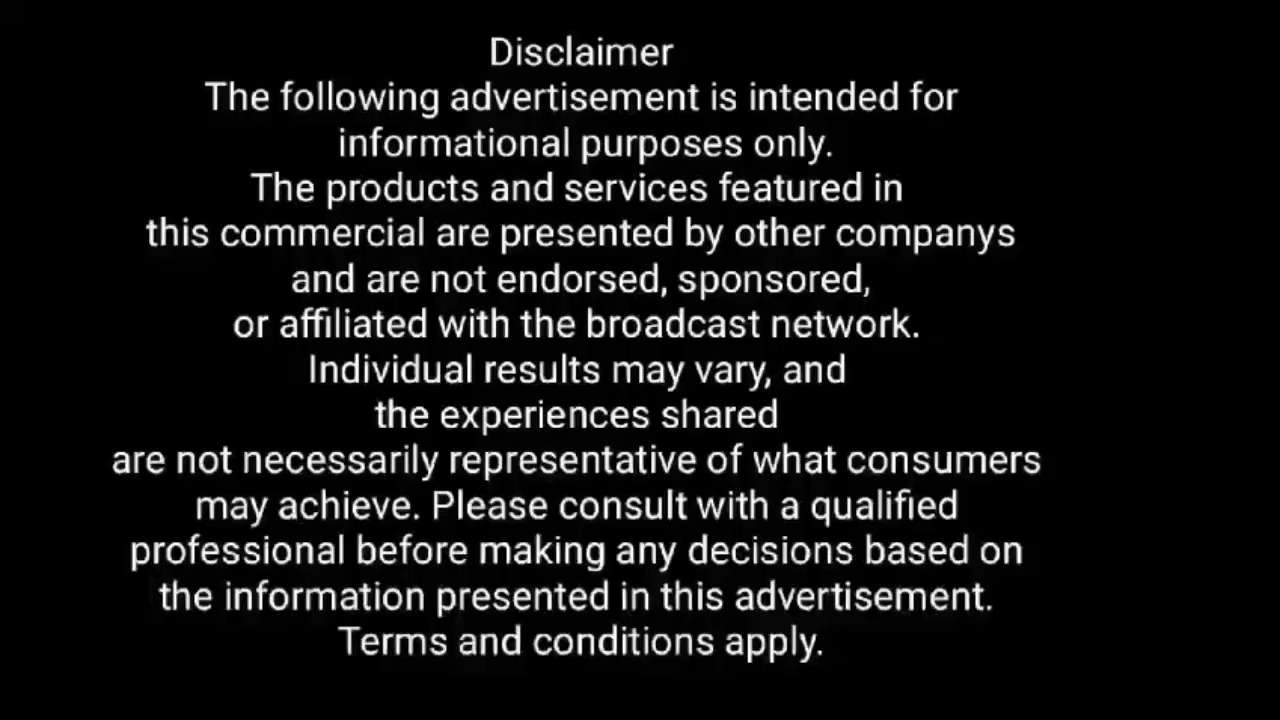 Disclaimer
The following advertisement is intended for
informational purposes only.
The products and services featured in
this commercial are presented by other companys
and are not endorsed, sponsored,
or affiliated with the broadcast network.
Individual results may vary, and
the experiences shared
are not necessarily representative of what consumers
may achieve. Please consult with a qualified
professional before making any decisions based on
the information presented in this advertisement.
Terms and conditions apply.